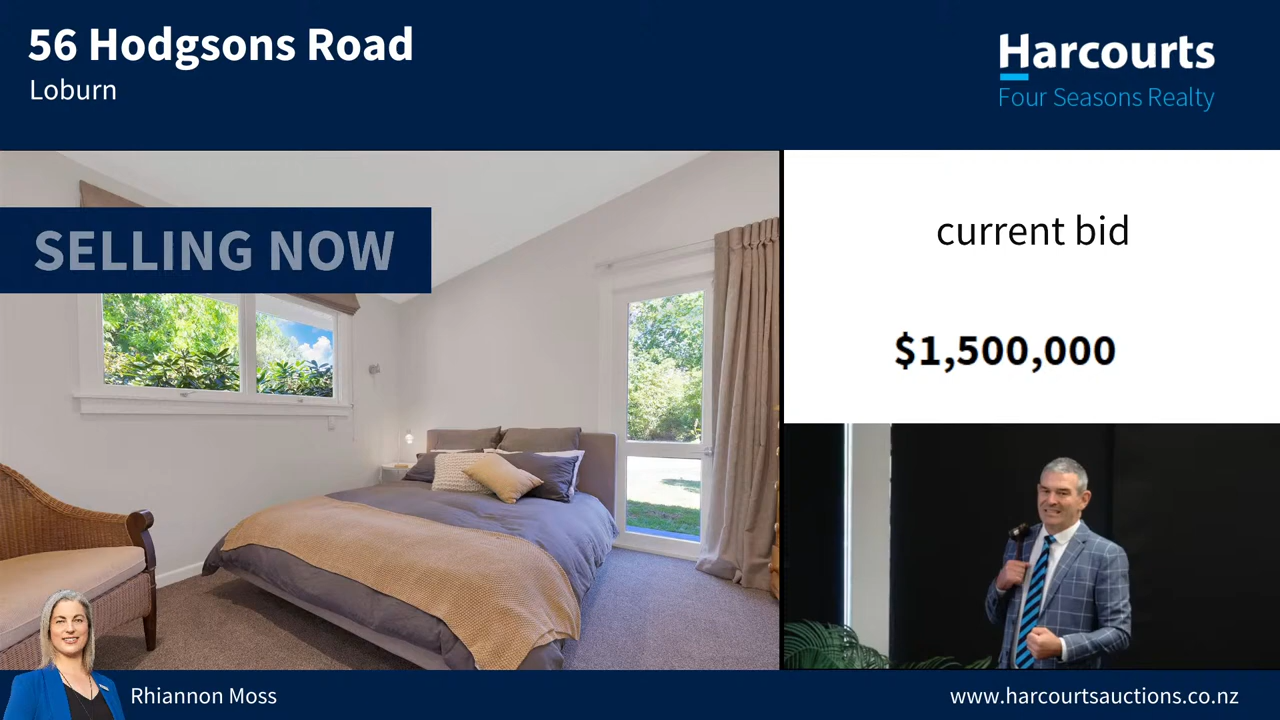 56 Hodgsons Road
Loburn
Harcourts
Four Seasons Realty
SELLING NOW
current bid
$1,500,000
Rhiannon Moss
www.harcourtsauctions.co.nz